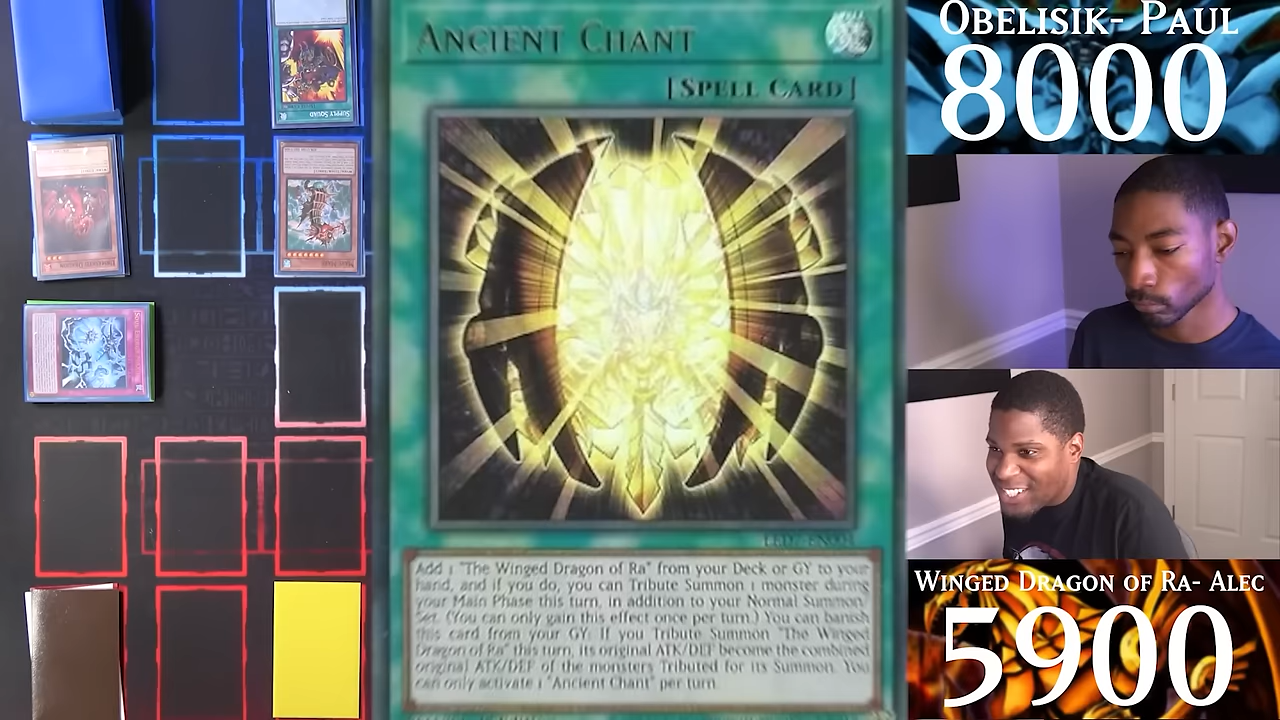 ANCIENT CHANT
[SPELL CARD]
Add 1 "The Winged Dragon of Ra" from your Deck or GY to your
hand, and if you do, you can Tribute Summon 1 monster during
your Main Phase this turn, in addition to your Normal Summon/
Set. (You can only gain this effect once per turn.) You can banish
this card from your GY: If you Tribute Summon "The Winged
Dragon of Ra" this turn, its original ATK/DEF become the combined
original ATK/DEF of the monsters Tributed for its Summon. You
can only activate 1 "Ancient Chant" per turn.
SUPPLY SQUAD
OBELISIK- PAUL
8000
WINGED DRAGON OF RA- ALEC
5900